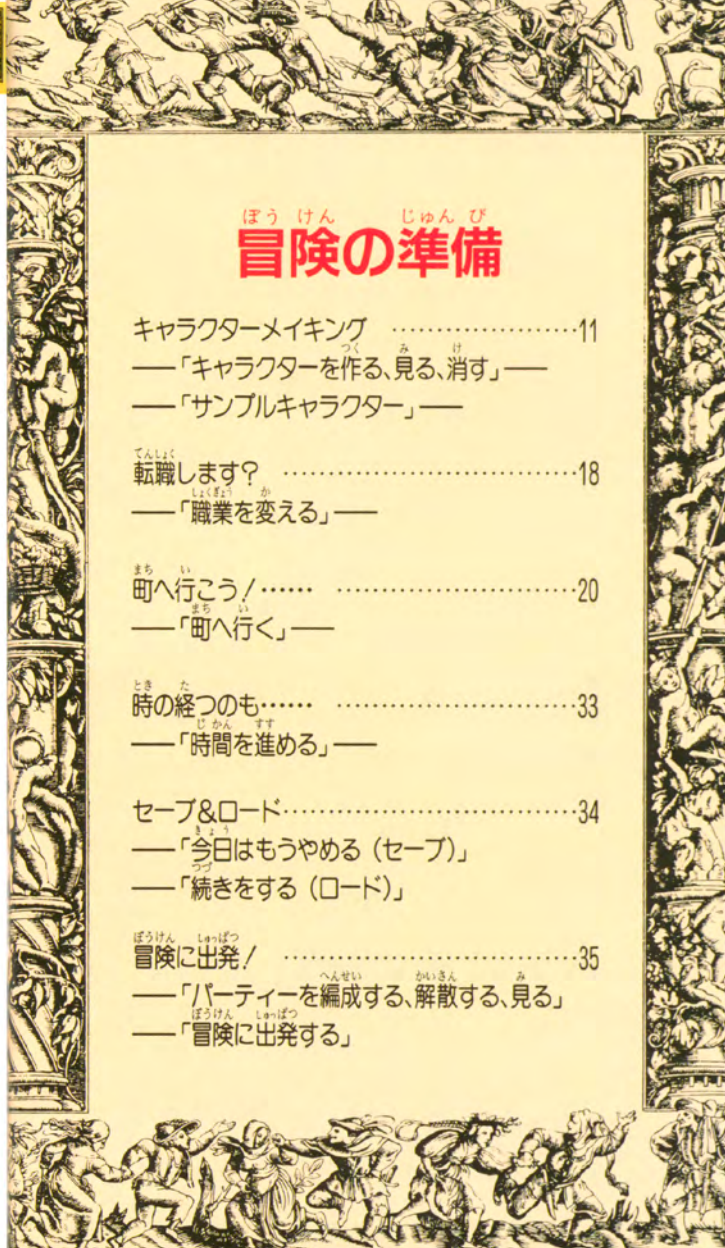 冒険の準備
キャラクターメイキング …………………11
──「キャラクターを作る、見る、消す」──
──「サンプルキャラクター」──
転職します? ……………………………18
──「職業を変える」──
町へ行こう!…… ………………………20
──「町へ行く」──
時の経つのも…… ………………………33
──「時間を進める」──
セーブ&ロード……………………………34
──「今日はもうやめる(セーブ)」
──「続きをする(ロード)」
冒険に出発! ……………………………35
──「パーティーを編成する、解散する、見る」
──「冒険に出発する」